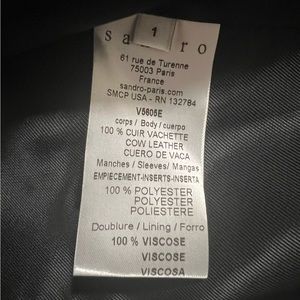 sandro
1
61 rue de Turenne
75003 Paris
France
sandro-paris.com
SMCP USA - RN 132784
V5605E
corps / Body / cuerpo
100 % CUIR VACHETTE
COW LEATHER
CUERO DE VACA
Manches / Sleeves/ Mangas
EMPIECEMENT-INSERTS-INSERTA
100 % POLYESTER
POLYESTER
POLIESTERE
Doublure / Lining / Forro
100 % VISCOSE
VISCOSE
VISCOSA